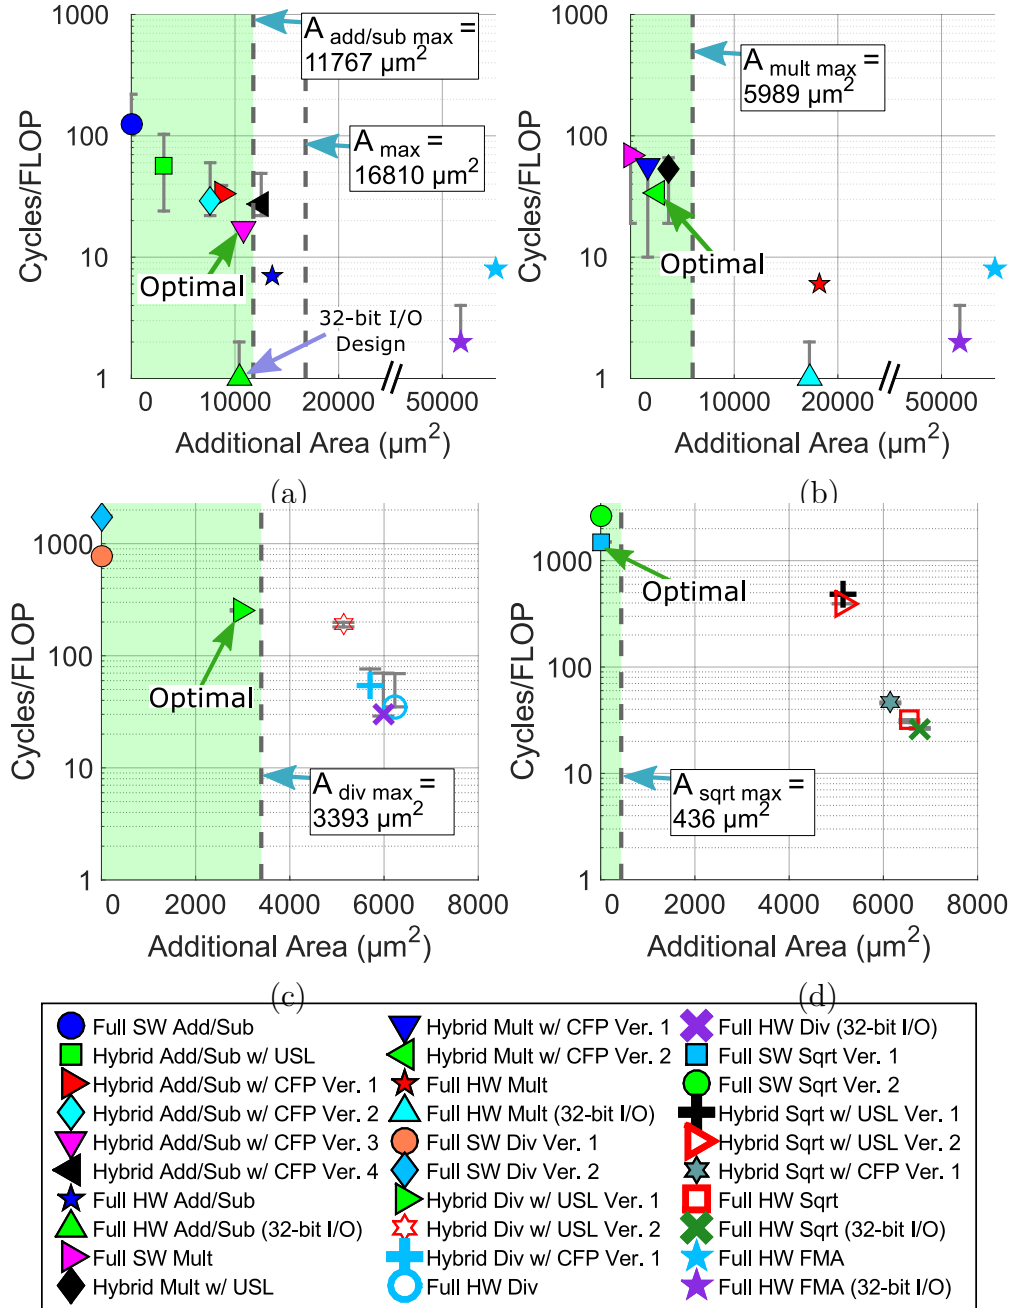 1000
100
10
1
Cycles/FLOP
A add/sub max =
11767 µm²
A max =
16810 µm²
Optimal
32-bit I/O
Design
0
10000
20000
50000
Additional Area (µm²)
(a)
1000
100
10
1
Cycles/FLOP
A mult max =
5989 µm²
Optimal
0
10000
20000
50000
Additional Area (µm²)
(b)
1000
100
10
1
Cycles/FLOP
Optimal
A div max =
3393 µm²
0
2000
4000
6000
8000
Additional Area (µm²)
(c)
1000
100
10
1
Cycles/FLOP
Optimal
A sqrt max =
436 µm²
0
2000
4000
6000
8000
Additional Area (µm²)
(d)
Full SW Add/Sub
Hybrid Add/Sub w/ USL
Hybrid Add/Sub w/ CFP Ver. 1
Hybrid Add/Sub w/ CFP Ver. 2
Hybrid Add/Sub w/ CFP Ver. 3
Hybrid Add/Sub w/ CFP Ver. 4
Full HW Add/Sub
Full HW Add/Sub (32-bit I/O)
Full SW Mult
Hybrid Mult w/ USL
Hybrid Mult w/ CFP Ver. 1
Hybrid Mult w/ CFP Ver. 2
Full HW Mult
Full HW Mult (32-bit I/O)
Full SW Div Ver. 1
Full SW Div Ver. 2
Hybrid Div w/ USL Ver. 1
Hybrid Div w/ USL Ver. 2
Hybrid Div w/ CFP Ver. 1
Full HW Div
Full HW Div (32-bit I/O)
Full SW Sqrt Ver. 1
Full SW Sqrt Ver. 2
Hybrid Sqrt w/ USL Ver. 1
Hybrid Sqrt w/ USL Ver. 2
Hybrid Sqrt w/ CFP Ver. 1
Full HW Sqrt
Full HW Sqrt (32-bit I/O)
Full HW FMA
Full HW FMA (32-bit I/O)